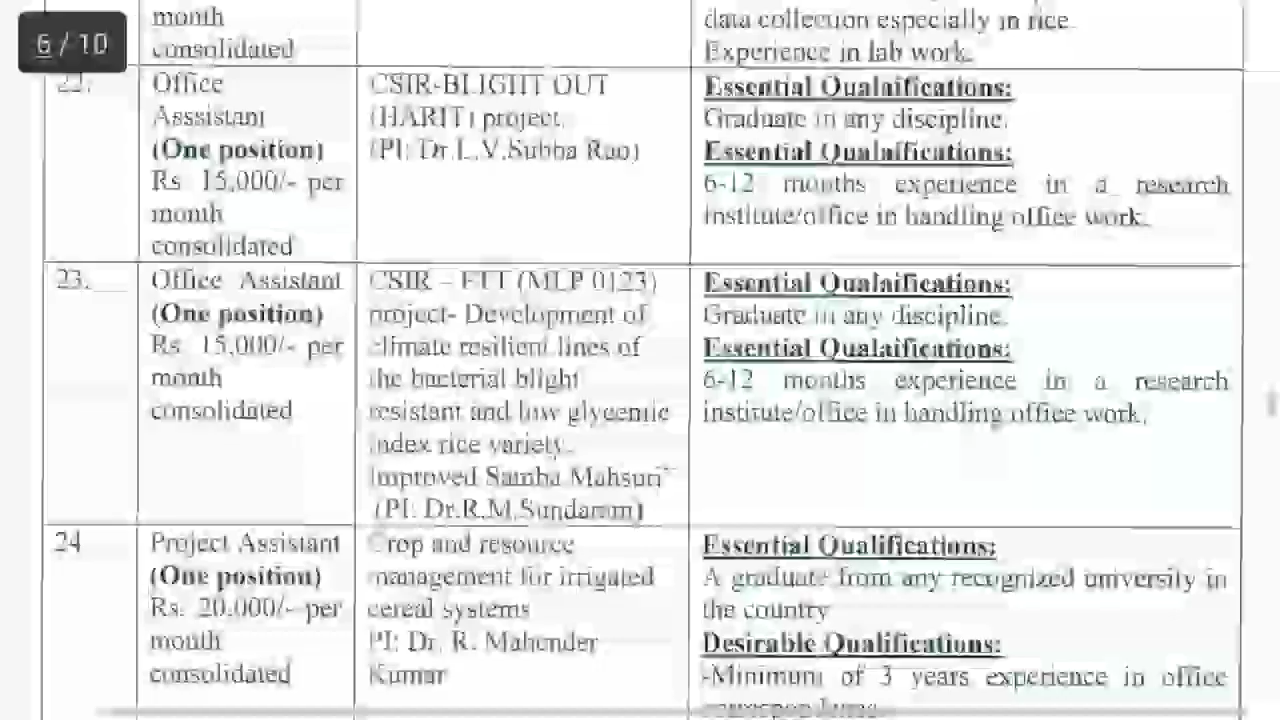 6 / 10
month
consolidated
data collection especially in rice.
Experience in lab work.
22.
Office
Asssistant
(One position)
Rs. 15,000/- per
month
consolidated
CSIR-BLIGHT OUT
(HARIT) project.
(PI: Dr.L.V.Subba Rao)
Essential Qualaifications:
Graduate in any discipline.
Essential Qualaifications:
6-12 months experience in a research
institute/office in handling office work.
23.
Office Assistant
(One position)
Rs. 15,000/- per
month
consolidated
CSIR – FTT (MLP 0123)
project- Development of
climate resilient lines of
the bacterial blight
resistant and low glycemic
index rice variety,
Improved Samba Mahsuri”
(PI: Dr.R.M.Sundaram)
Essential Qualaifications:
Graduate in any discipline.
Essential Qualaifications:
6-12 months experience in a research
institute/office in handling office work.
24
Project Assistant
(One position)
Rs. 20,000/- per
month
consolidated
Crop and resource
management for irrigated
cereal systems
PI: Dr. R. Mahender
Kumar
Essential Qualifications:
A graduate from any recognized university in
the country
Desirable Qualifications:
-Minimum of 3 years experience in office